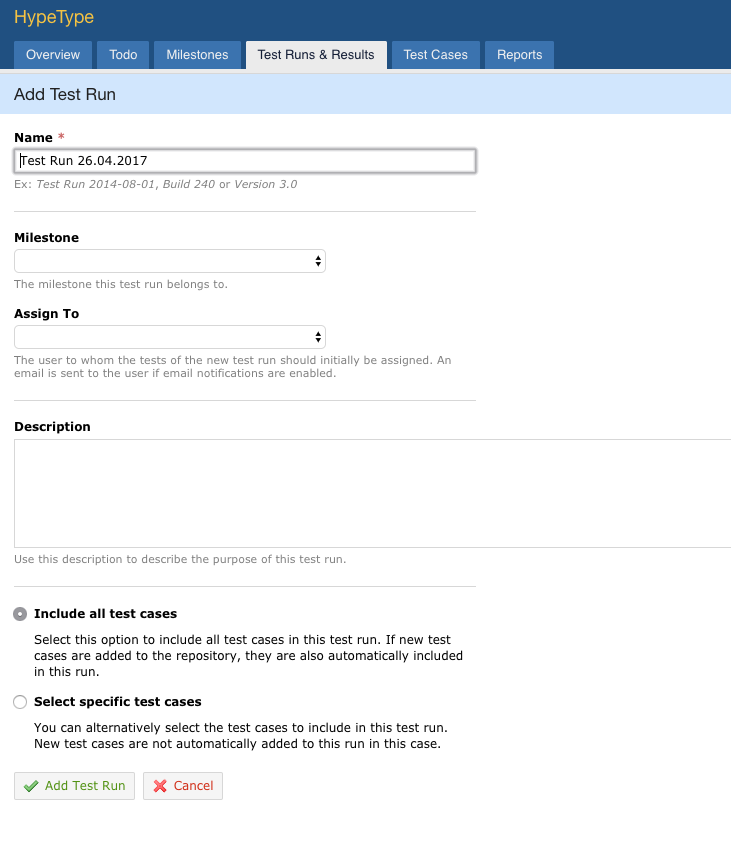 HypeType
Overview
Todo
Milestones
Test Runs & Results
Test Cases
Reports
Add Test Run
Name *
Test Run 26.04.2017
Ex: Test Run 2014-08-01, Build 240 or Version 3.0
Milestone
The milestone this test run belongs to.
Assign To
The user to whom the tests of the new test run should initially be assigned. An
email is sent to the user if email notifications are enabled.
Description
Use this description to describe the purpose of this test run.
Include all test cases
Select this option to include all test cases in this test run. If new test
cases are added to the repository, they are also automatically included
in this run.
Select specific test cases
You can alternatively select the test cases to include in this test run.
New test cases are not automatically added to this run in this case.
Add Test Run
Cancel